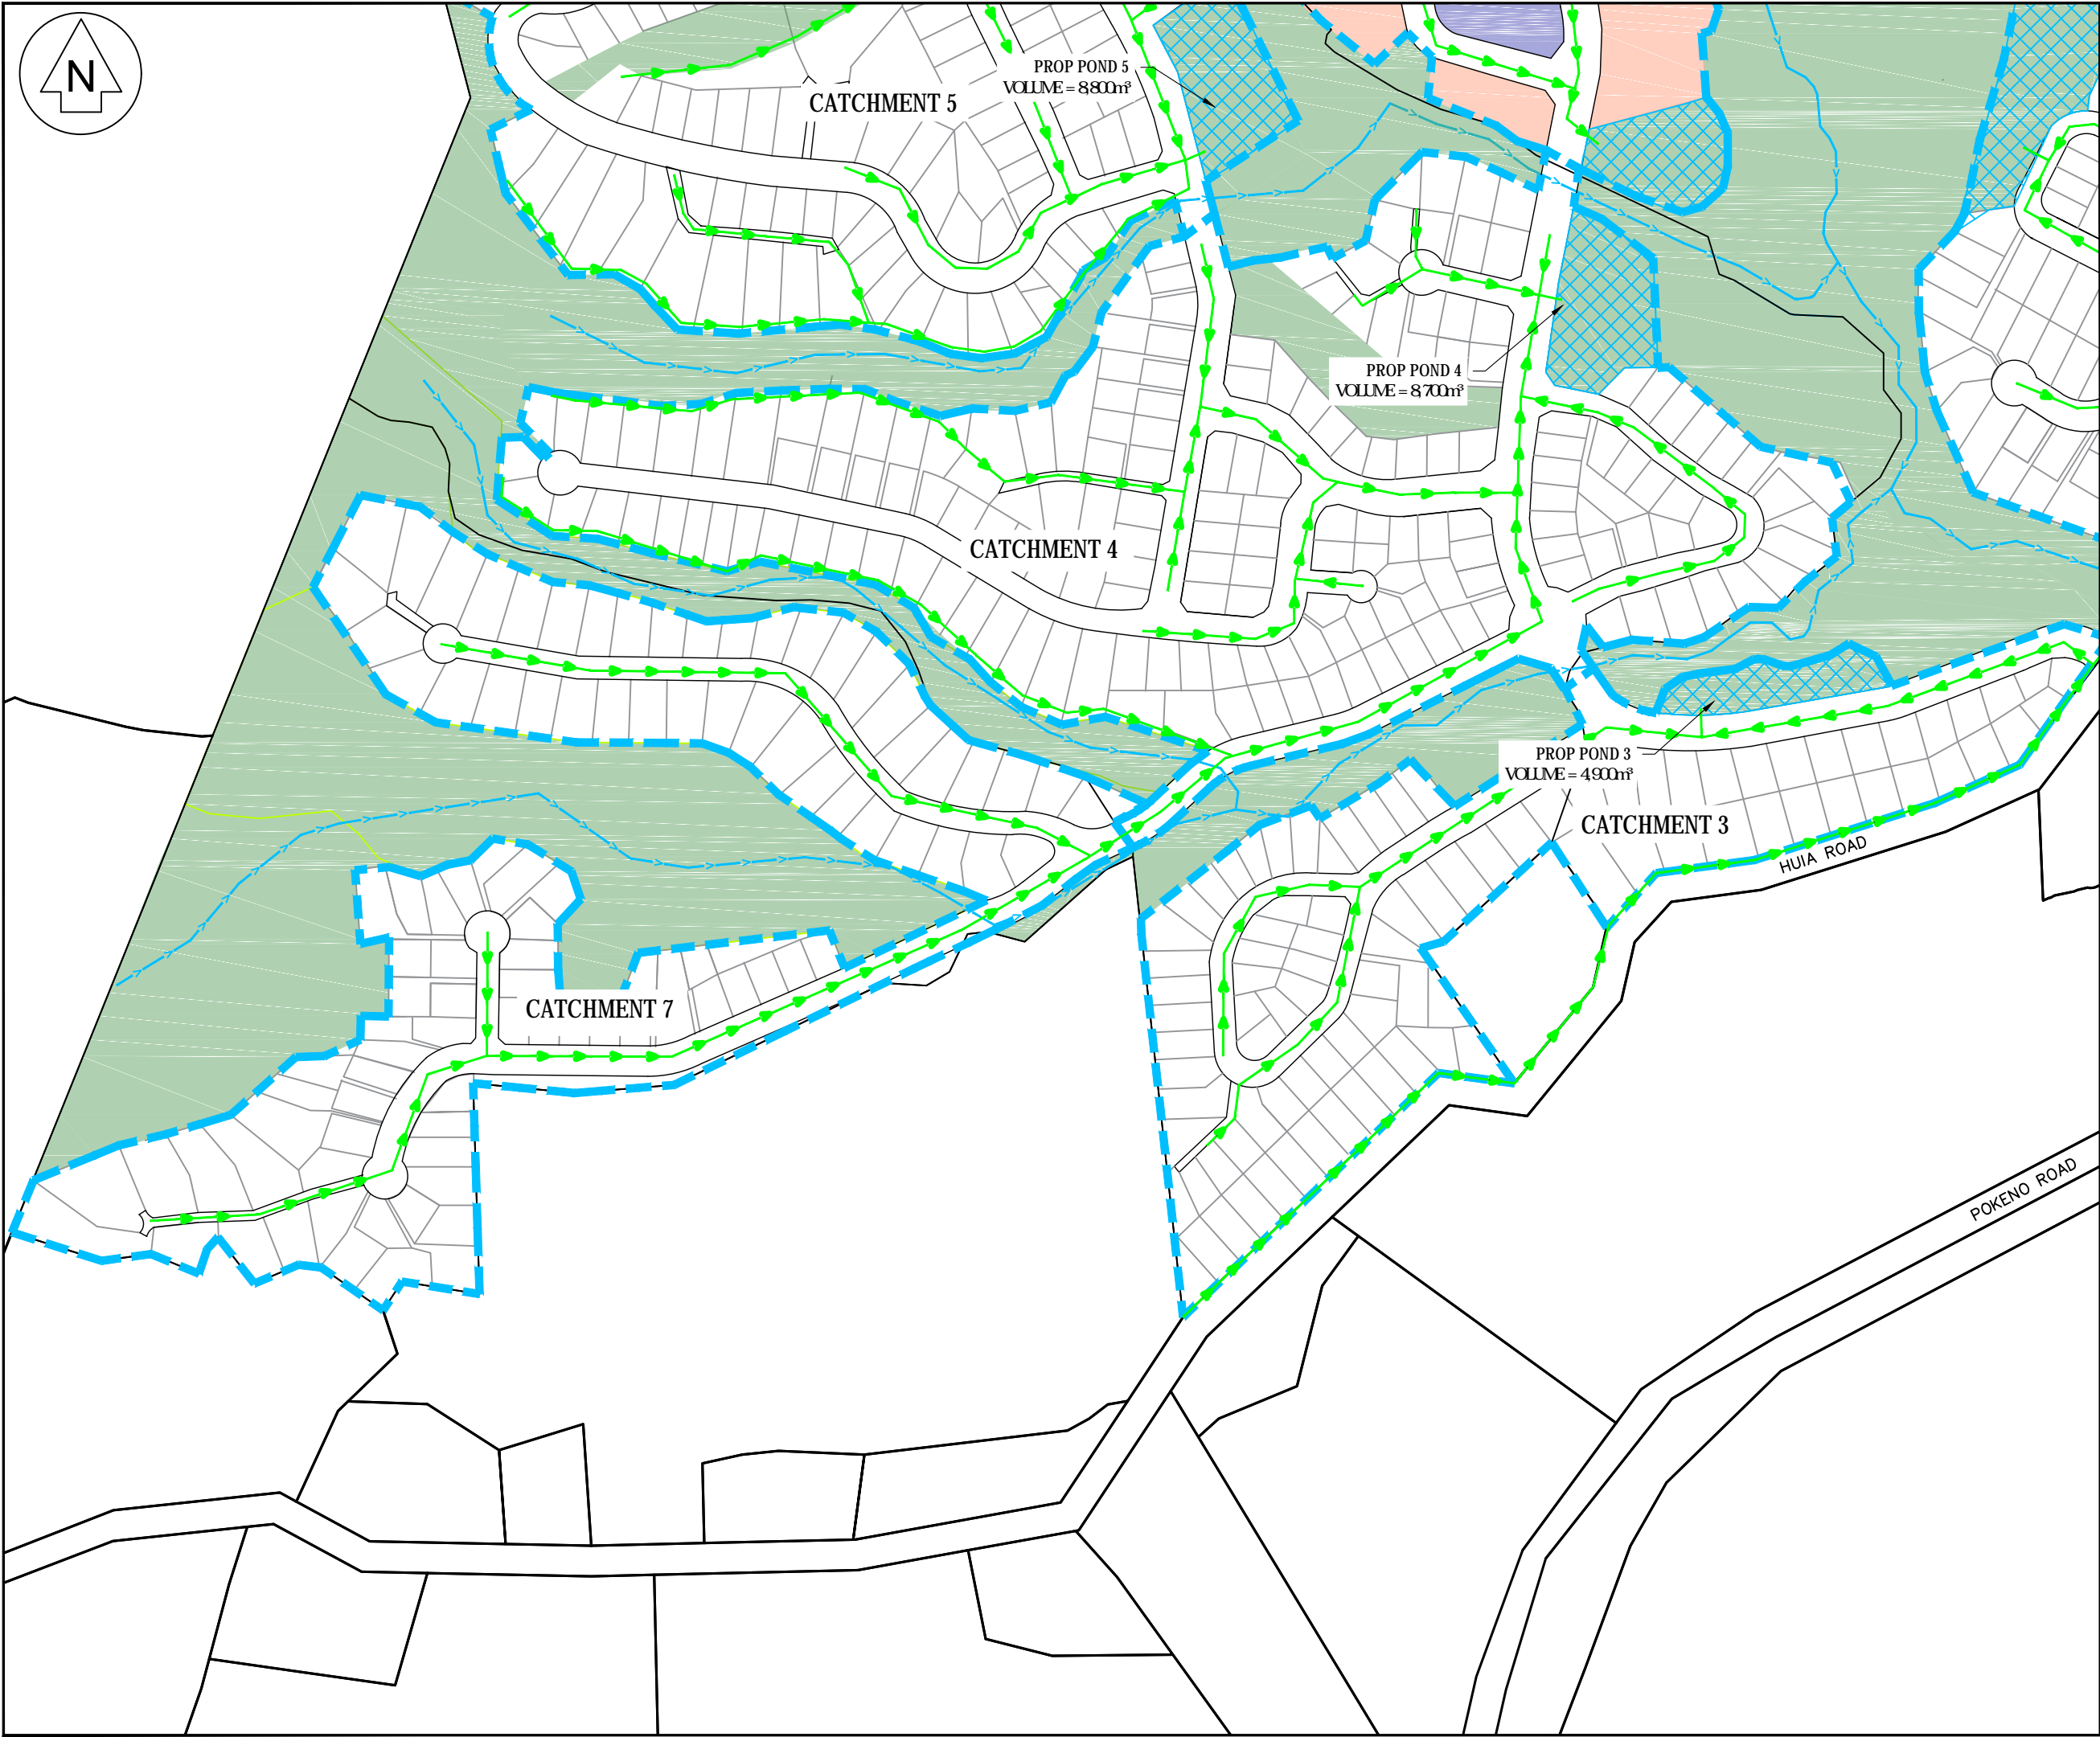 N
PROP POND 5
VOLUME = 8,800m³
CATCHMENT 5
PROP POND 4
VOLUME = 8,700m³
CATCHMENT 4
PROP POND 3
VOLUME = 4,900m³
CATCHMENT 3
HUIA ROAD
CATCHMENT 7
POKENO ROAD